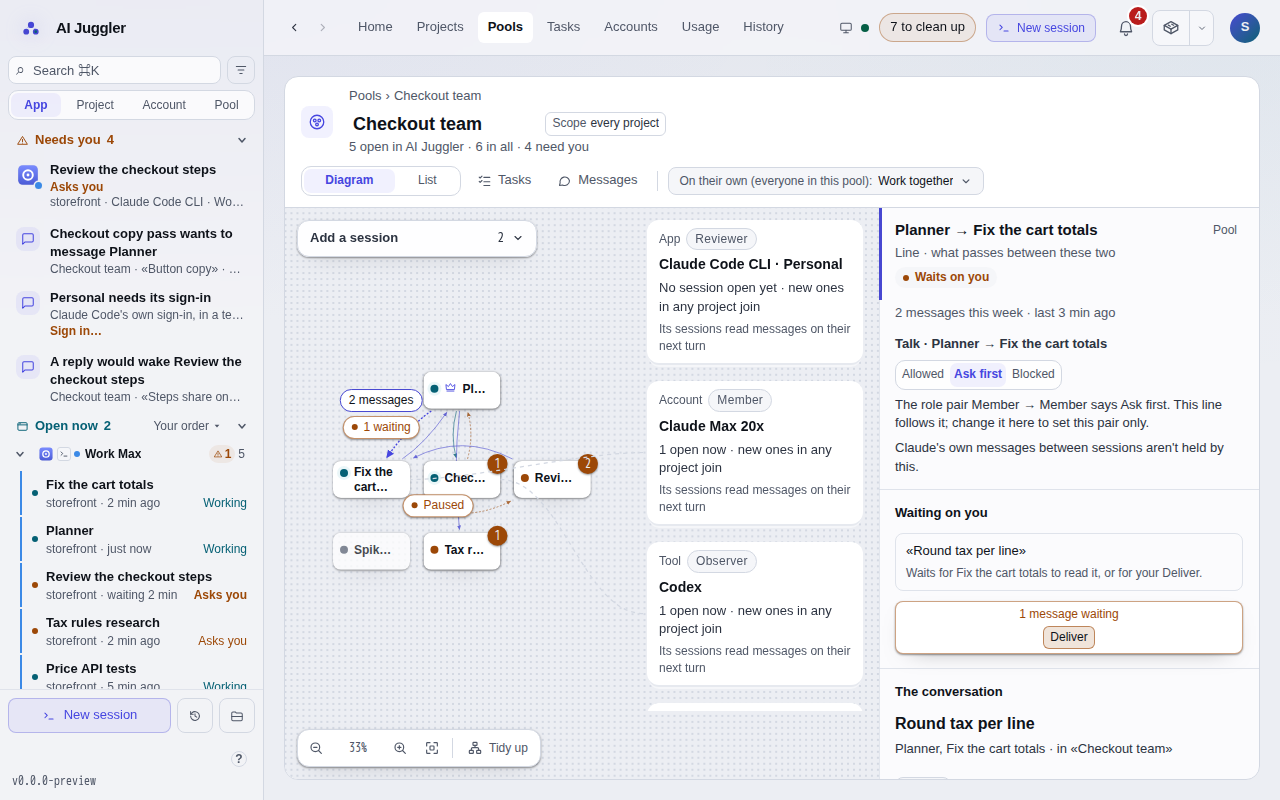 AI Juggler
Search ⌘K
App
Project
Account
Pool
Needs you 4
Review the checkout steps
Asks you
storefront · Claude Code CLI · Wo…
Checkout copy pass wants to
message Planner
Checkout team · «Button copy» · …
Personal needs its sign-in
Claude Code's own sign-in, in a te…
Sign in…
A reply would wake Review the
checkout steps
Checkout team · «Steps share on…
Open now 2
Your order
Work Max
1 5
Fix the cart totals
storefront · 2 min ago
Working
Planner
storefront · just now
Working
Review the checkout steps
storefront · waiting 2 min
Asks you
Tax rules research
storefront · 2 min ago
Asks you
Price API tests
storefront · 5 min ago
Working
New session
?
v0.0.0-preview
Home
Projects
Pools
Tasks
Accounts
Usage
History
7 to clean up
New session
4
S
Pools › Checkout team
Checkout team
Scope every project
5 open in AI Juggler · 6 in all · 4 need you
Diagram
List
Tasks
Messages
On their own (everyone in this pool): Work together
Add a session
2
2 messages
1 waiting
Pl…
Fix the
cart…
Chec…
1
Revi…
2
Paused
Spik…
Tax r…
1
33%
Tidy up
App
Reviewer
Claude Code CLI · Personal
No session open yet · new ones
in any project join
Its sessions read messages on their
next turn
Account
Member
Claude Max 20x
1 open now · new ones in any
project join
Its sessions read messages on their
next turn
Tool
Observer
Codex
1 open now · new ones in any
project join
Its sessions read messages on their
next turn
Planner → Fix the cart totals
Pool
Line · what passes between these two
Waits on you
2 messages this week · last 3 min ago
Talk · Planner → Fix the cart totals
Allowed
Ask first
Blocked
The role pair Member → Member says Ask first. This line
follows it; change it here to set this pair only.
Claude's own messages between sessions aren't held by
this.
Waiting on you
«Round tax per line»
Waits for Fix the cart totals to read it, or for your Deliver.
1 message waiting
Deliver
The conversation
Round tax per line
Planner, Fix the cart totals · in «Checkout team»